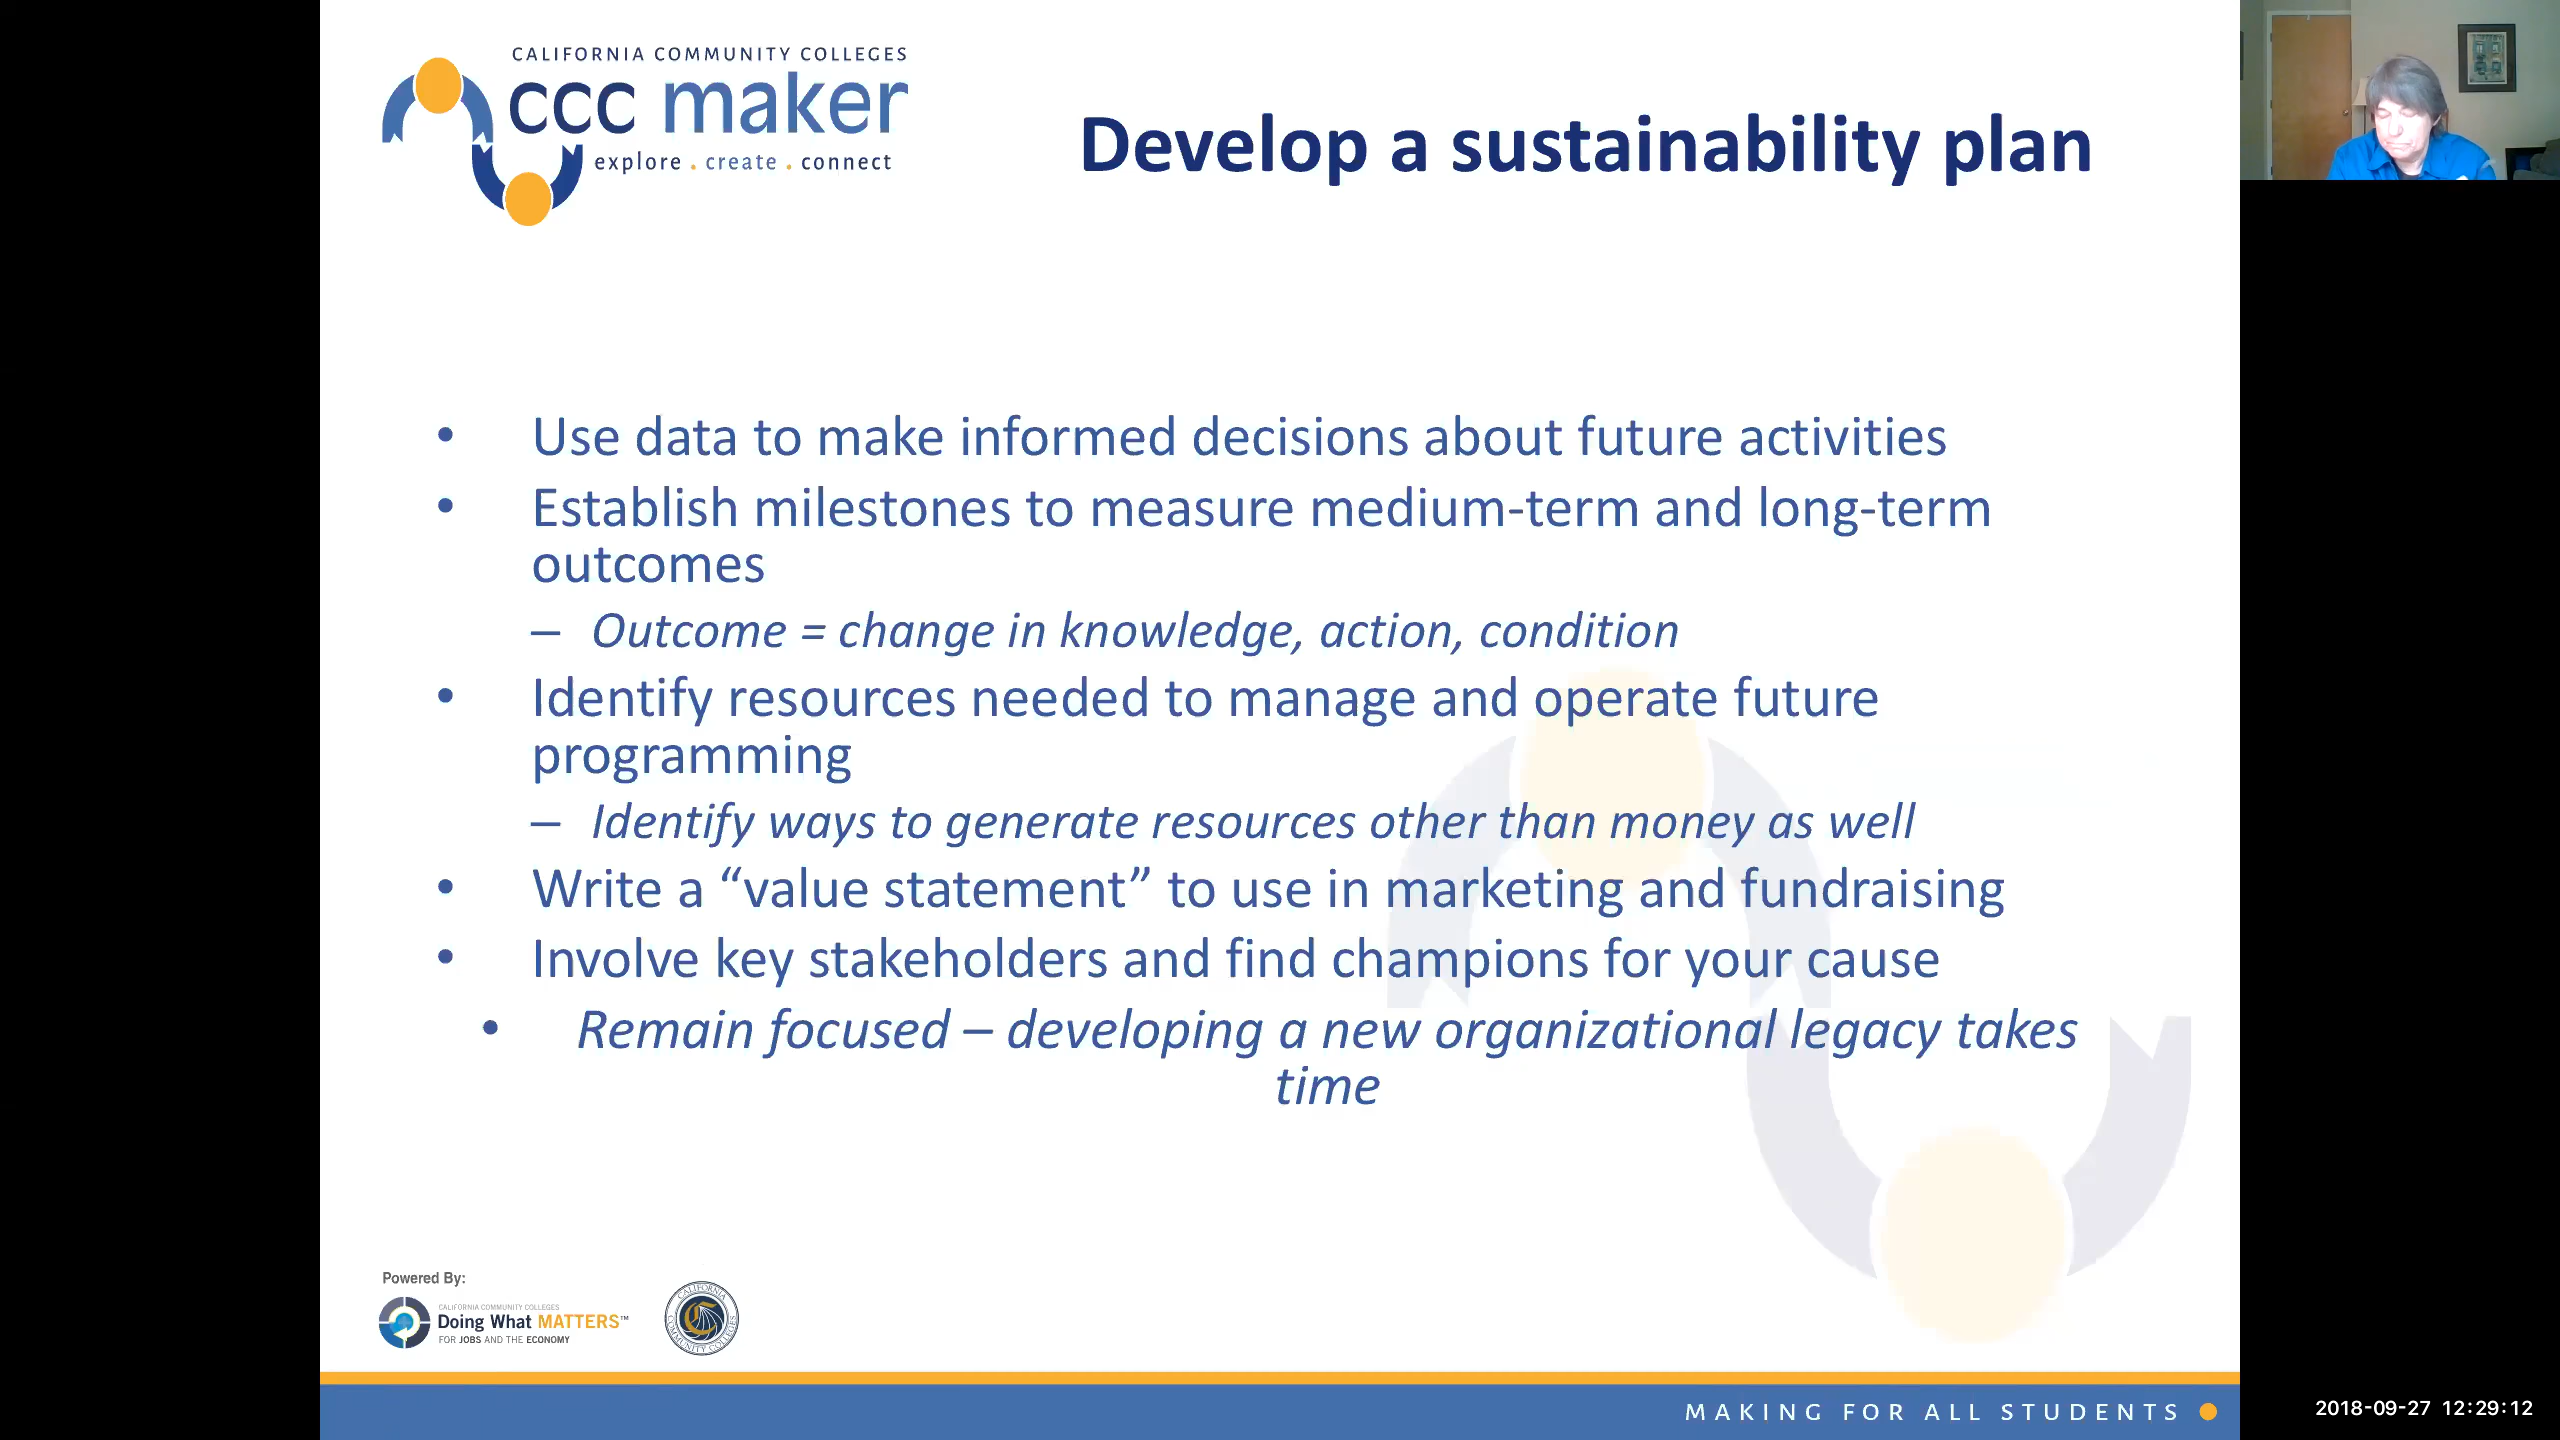 CALIFORNIA COMMUNITY COLLEGES
ccc maker
explore . create . connect
Develop a sustainability plan
• Use data to make informed decisions about future activities
• Establish milestones to measure medium-term and long-term
outcomes
– Outcome = change in knowledge, action, condition
• Identify resources needed to manage and operate future
programming
– Identify ways to generate resources other than money as well
• Write a “value statement” to use in marketing and fundraising
• Involve key stakeholders and find champions for your cause
• Remain focused – developing a new organizational legacy takes
time
Powered By:
CALIFORNIA COMMUNITY COLLEGES
Doing What MATTERS™
FOR JOBS AND THE ECONOMY
CALIFORNIA
COMMUNITY COLLEGES
MAKING FOR ALL STUDENTS
2018-09-27 12:29:12